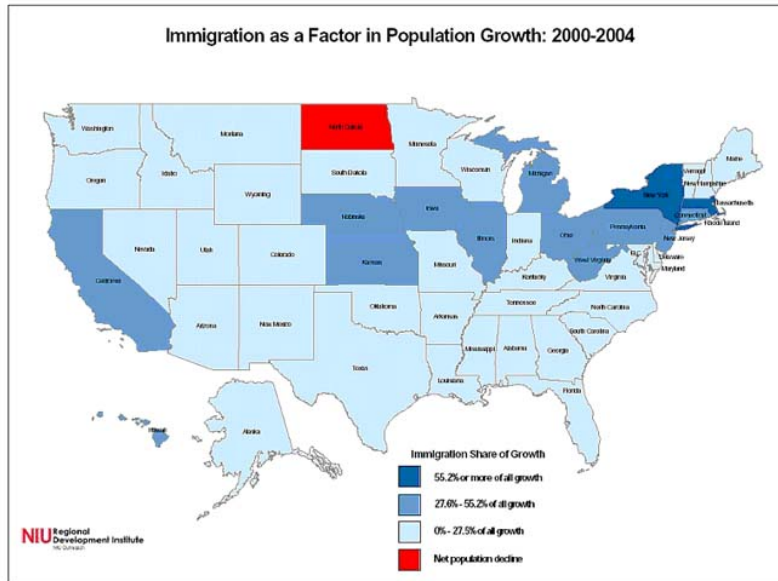 Immigration as a Factor in Population Growth: 2000-2004
Washington
Montana
North Dakota
Minnesota
Maine
Oregon
Idaho
South Dakota
Wisconsin
Michigan
Vermont
New Hampshire
New York
Massachusetts
Wyoming
Connecticut
Rhode Island
Nebraska
Iowa
Pennsylvania
New Jersey
Nevada
Utah
Colorado
Illinois
Indiana
Ohio
West Virginia
Delaware
Maryland
California
Kansas
Missouri
Kentucky
Virginia
Arizona
New Mexico
Oklahoma
Arkansas
Tennessee
North Carolina
South Carolina
Texas
Louisiana
Mississippi
Alabama
Georgia
Florida
Hawaii
Alaska
Immigration Share of Growth
55.2% or more of all growth
27.6% - 55.2% of all growth
0% - 27.5% of all growth
Net population decline
NIU Regional
Development Institute
NIU Outreach